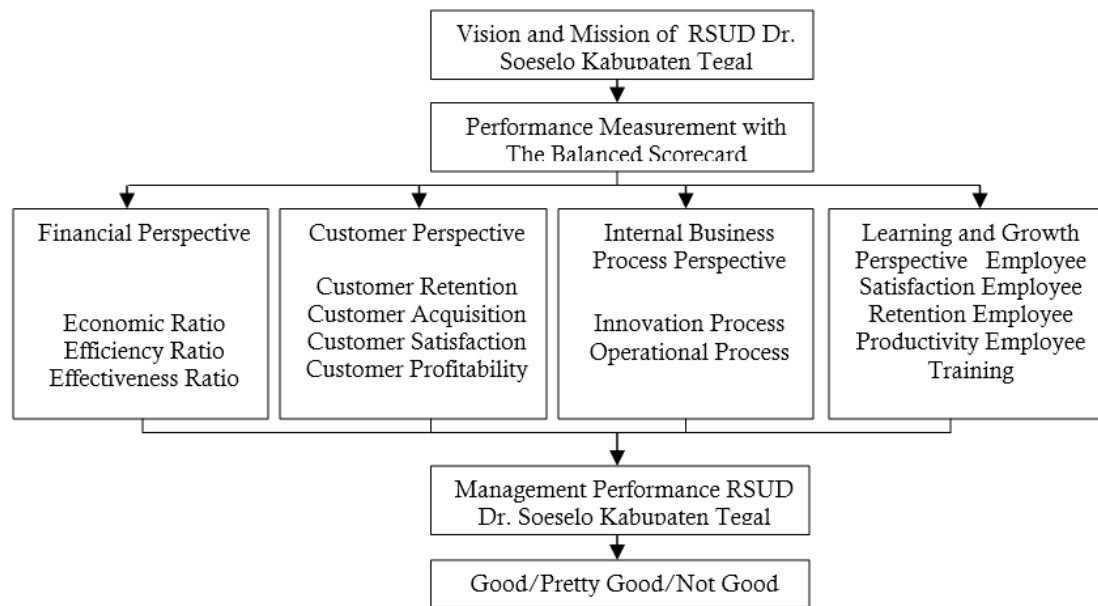 Vision and Mission of RSUD Dr.
Soeselo Kabupaten Tegal
Performance Measurement with
The Balanced Scorecard
Financial Perspective
Economic Ratio
Efficiency Ratio
Effectiveness Ratio
Customer Perspective
Customer Retention
Customer Acquisition
Customer Satisfaction
Customer Profitability
Internal Business
Process Perspective
Innovation Process
Operational Process
Learning and Growth
Perspective Employee
Satisfaction Employee
Retention Employee
Productivity Employee
Training
Management Performance RSUD
Dr. Soeselo Kabupaten Tegal
Good/Pretty Good/Not Good